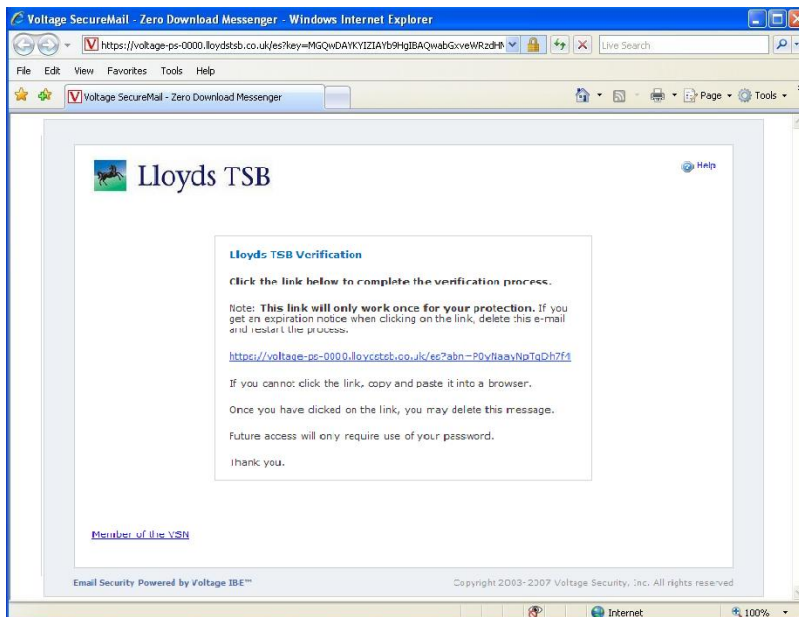 Voltage SecureMail - Zero Download Messenger - Windows Internet Explorer
https://voltage-ps-0000.lloydstsb.co.uk/es?key=MGQwDAYKYIZIAYb9HgIBAQwabGxveWRzdHN
Live Search
File Edit View Favorites Tools Help
Voltage SecureMail - Zero Download Messenger
Page Tools
Lloyds TSB
Help
Lloyds TSB Verification
Click the link below to complete the verification process.
Note: This link will only work once for your protection. If you
get an expiration notice when clicking on the link, delete this e-mail
and restart the process.
https://voltage-ps-0000.lloydstsb.co.uk/es?abn=P0yNaayNpTgDh7f4
If you cannot click the link, copy and paste it into a browser.
Once you have clicked on the link, you may delete this message.
Future access will only require use of your password.
Thank you.
Member of the VSN
Email Security Powered by Voltage IBE™
Copyright 2003-2007 Voltage Security, Inc. All rights reserved
Internet
100%